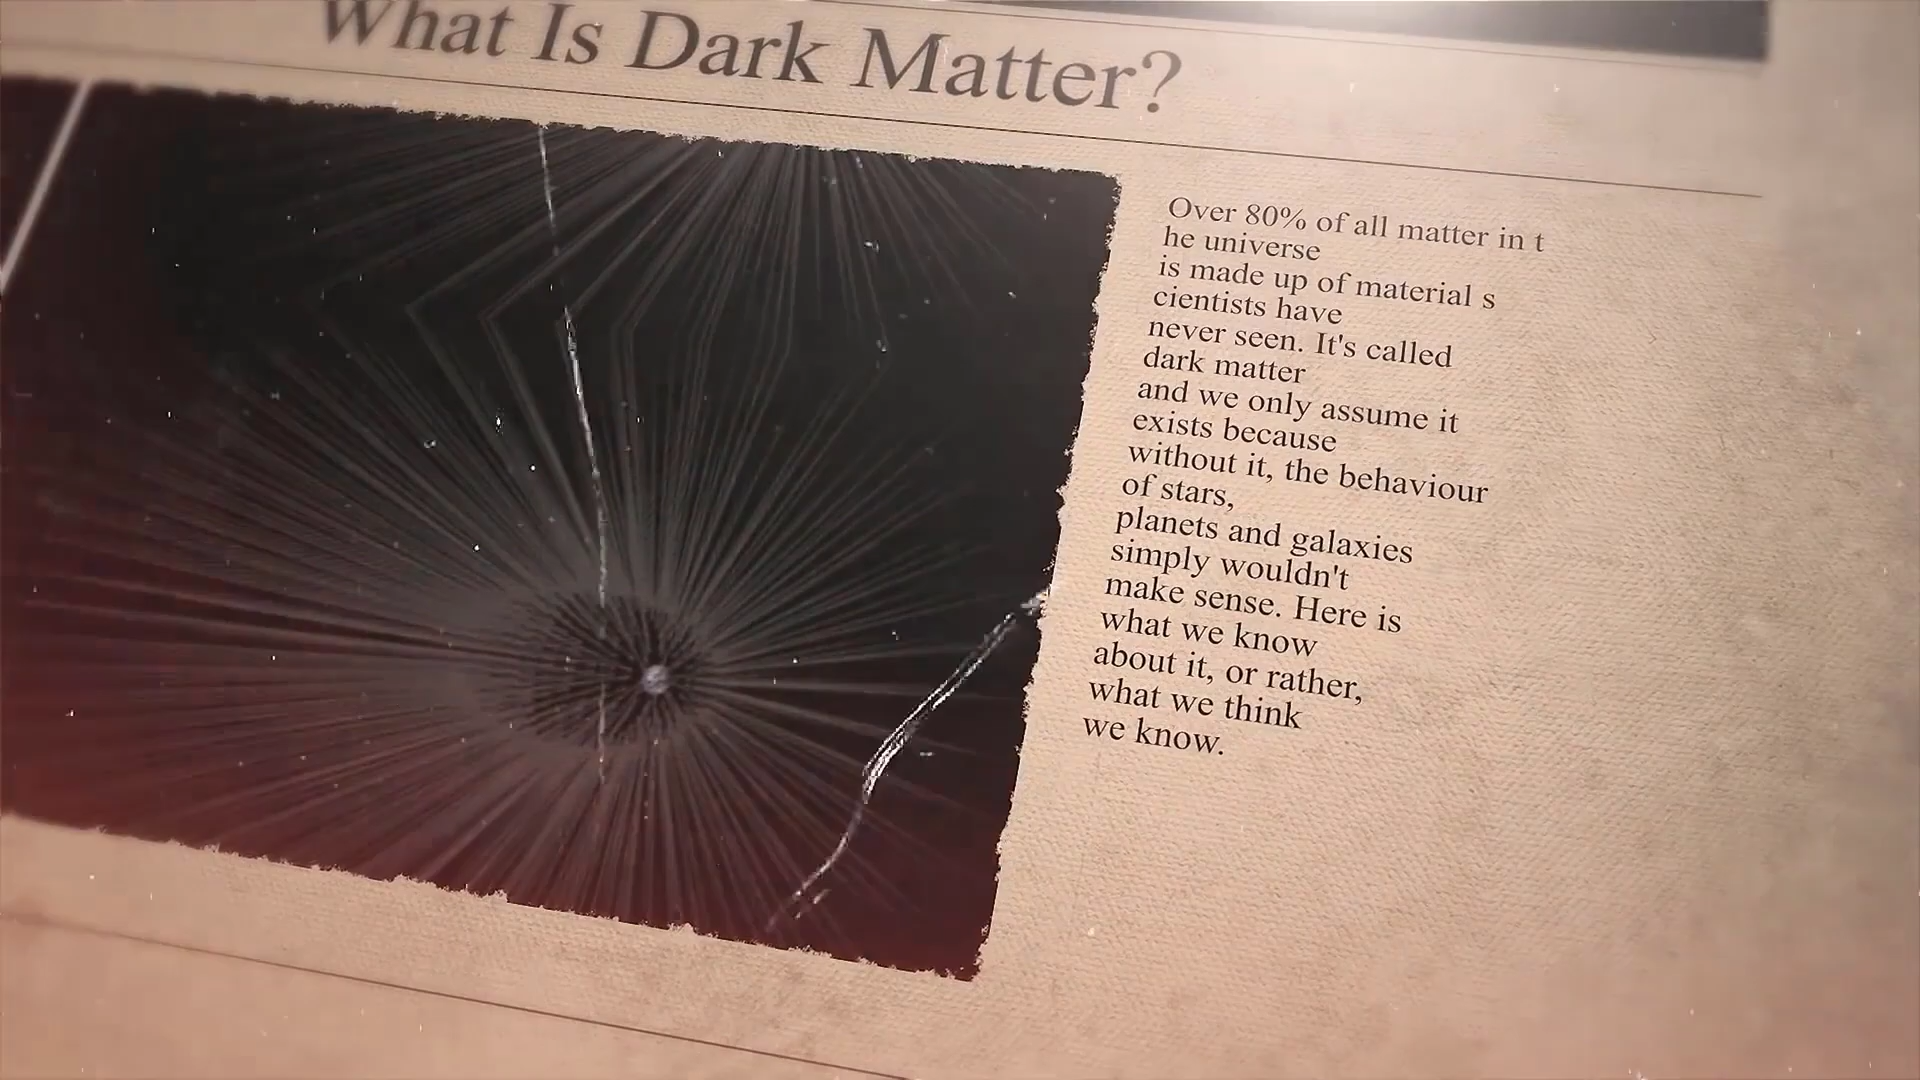 What Is Dark Matter?
Over 80% of all matter in t
he universe
is made up of material s
cientists have
never seen. It's called
dark matter
and we only assume it
exists because
without it, the behaviour
of stars,
planets and galaxies
simply wouldn't
make sense. Here is
what we know
about it, or rather,
what we think
we know.